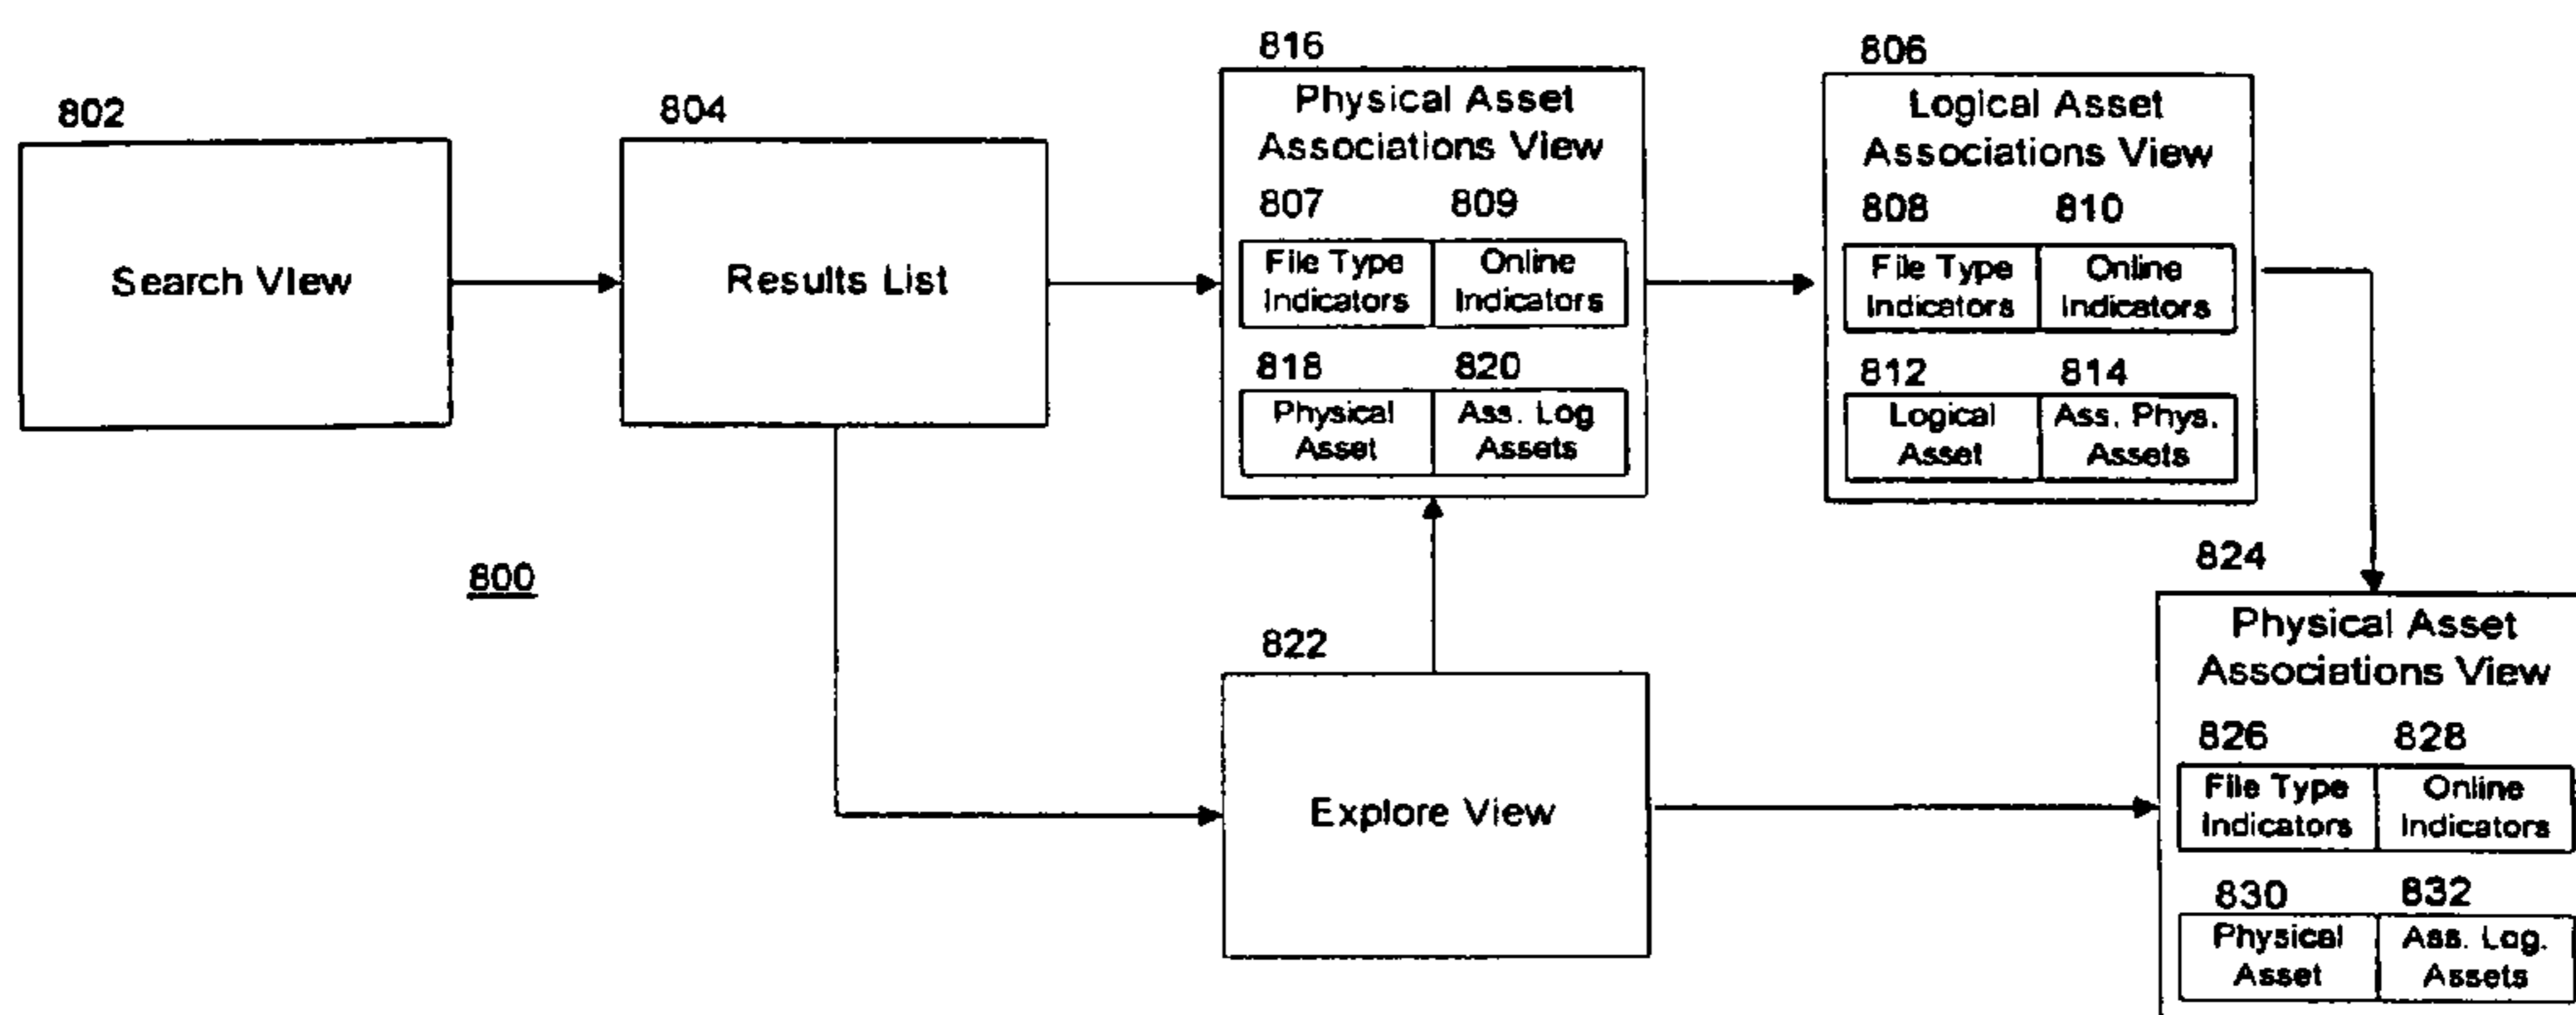 802
Search View
804
Results List
816
Physical Asset
Associations View
807 809
File Type Online
Indicators Indicators
818 820
Physical Ass. Log
Asset Assets
806
Logical Asset
Associations View
808 810
File Type Online
Indicators Indicators
812 814
Logical Ass. Phys.
Asset Assets
800
822
Explore View
824
Physical Asset
Associations View
826 828
File Type Online
Indicators Indicators
830 832
Physical Ass. Log.
Asset Assets